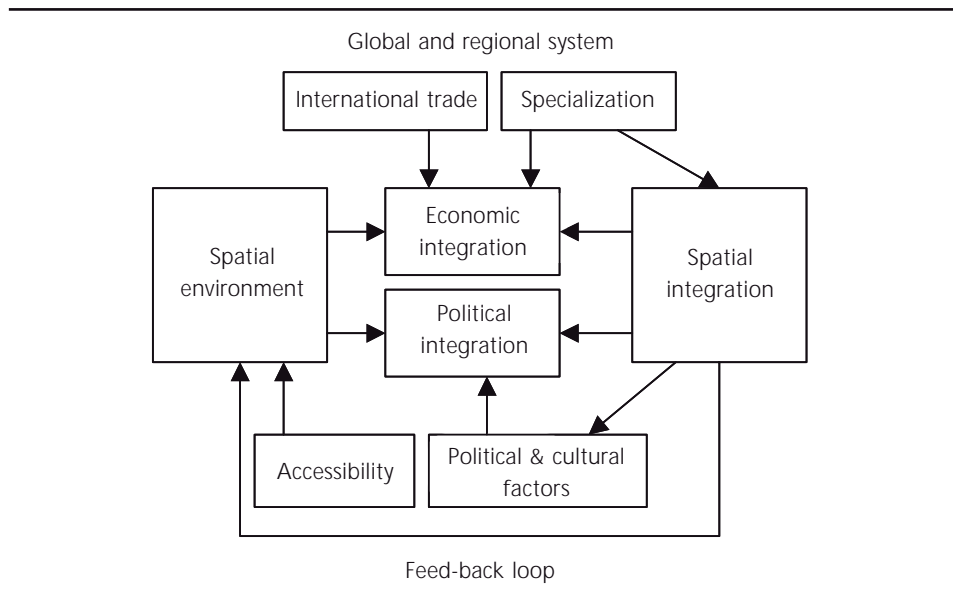 Global and regional system
International trade
Specialization
Economic
integration
Spatial
environment
Spatial
integration
Political
integration
Accessibility
Political & cultural
factors
Feed-back loop